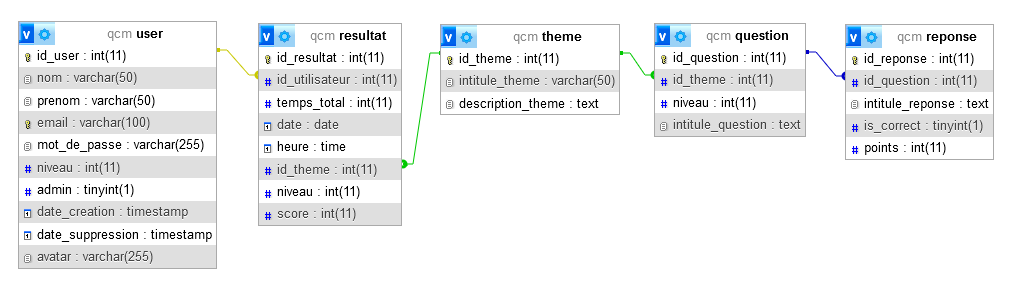 v qcm user
id_user : int(11)
nom : varchar(50)
prenom : varchar(50)
email : varchar(100)
mot_de_passe : varchar(255)
# niveau : int(11)
# admin : tinyint(1)
date_creation : timestamp
date_suppression : timestamp
avatar : varchar(255)
v qcm resultat
id_resultat : int(11)
# id_utilisateur : int(11)
# temps_total : int(11)
date : date
heure : time
# id_theme : int(11)
# niveau : int(11)
# score : int(11)
v qcm theme
id_theme : int(11)
intitule_theme : varchar(50)
description_theme : text
v qcm question
id_question : int(11)
# id_theme : int(11)
# niveau : int(11)
intitule_question : text
v qcm reponse
id_reponse : int(11)
# id_question : int(11)
intitule_reponse : text
# is_correct : tinyint(1)
# points : int(11)